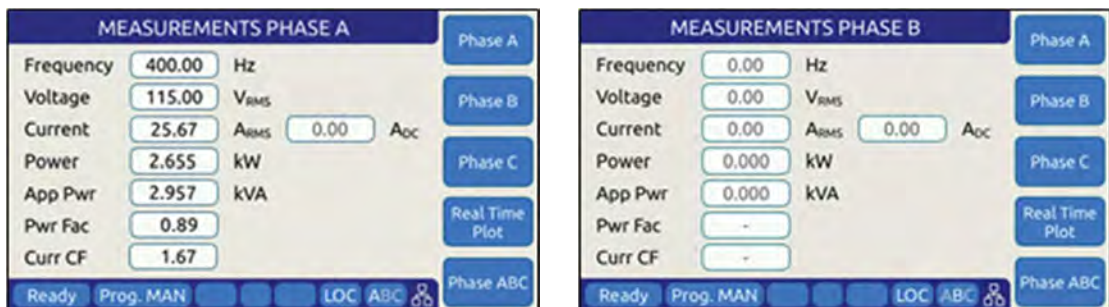 MEASUREMENTS PHASE A
Frequency 400.00 Hz
Voltage 115.00 VRMS
Current 25.67 ARMS 0.00 ADC
Power 2.655 kW
App Pwr 2.957 kVA
Pwr Fac 0.89
Curr CF 1.67
Ready Prog. MAN LOC ABC
Phase A
Phase B
Phase C
Real Time
Plot
Phase ABC
MEASUREMENTS PHASE B
Frequency 0.00 Hz
Voltage 0.00 VRMS
Current 0.00 ARMS 0.00 ADC
Power 0.000 kW
App Pwr 0.000 kVA
Pwr Fac -
Curr CF -
Ready Prog. MAN LOC ABC
Phase A
Phase B
Phase C
Real Time
Plot
Phase ABC